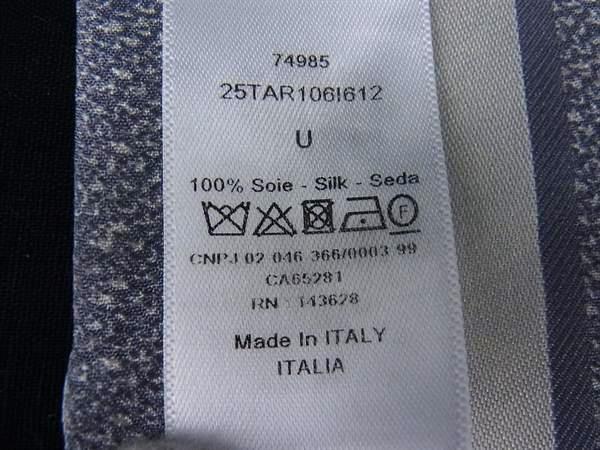 74985
25TAR106I612
U
100% Soie - Silk - Seda
F
CNPJ 02 046 366/0003 99
CA65281
RN : 143628
Made In ITALY
ITALIA